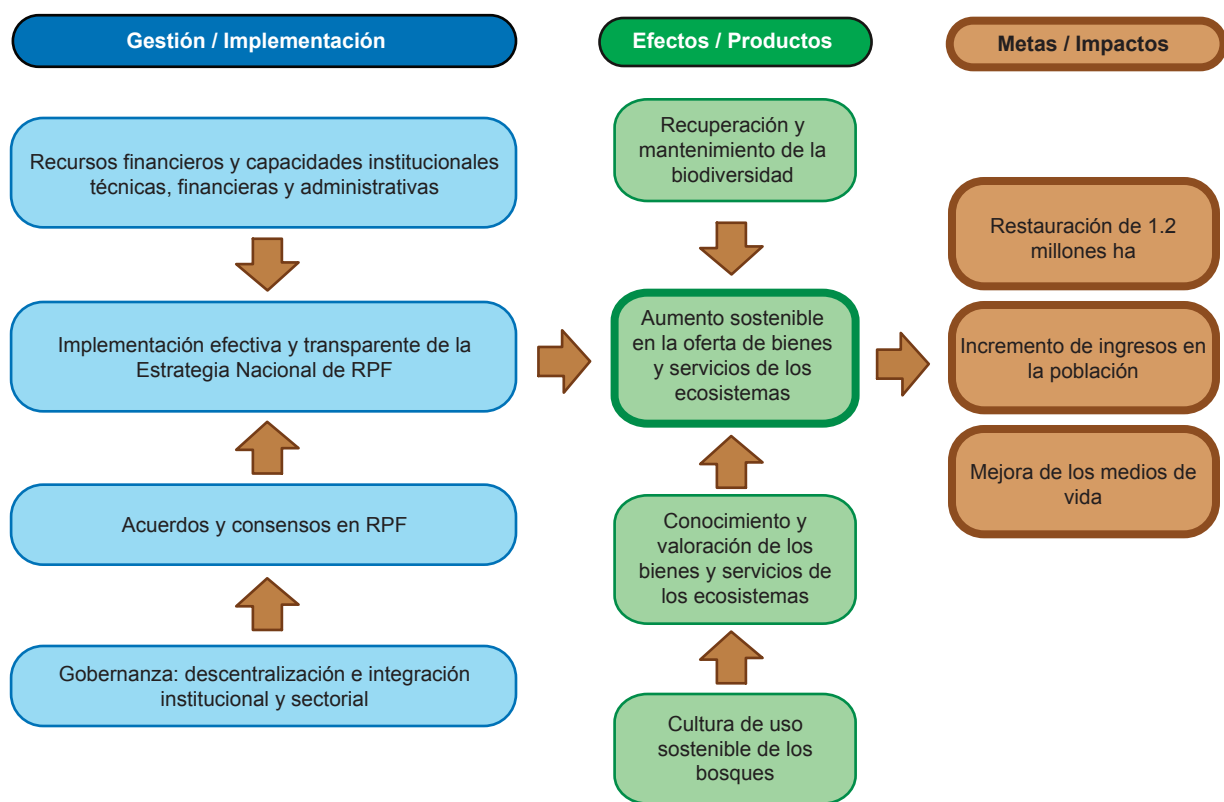 Gestión / Implementación
Recursos financieros y capacidades institucionales
técnicas, financieras y administrativas
Implementación efectiva y transparente de la
Estrategia Nacional de RPF
Acuerdos y consensos en RPF
Gobernanza: descentralización e integración
institucional y sectorial
Efectos / Productos
Recuperación y
mantenimiento de la
biodiversidad
Aumento sostenible
en la oferta de bienes
y servicios de los
ecosistemas
Conocimiento y
valoración de los
bienes y servicios de
los ecosistemas
Cultura de uso
sostenible de los
bosques
Metas / Impactos
Restauración de 1.2
millones ha
Incremento de ingresos en
la población
Mejora de los medios de
vida